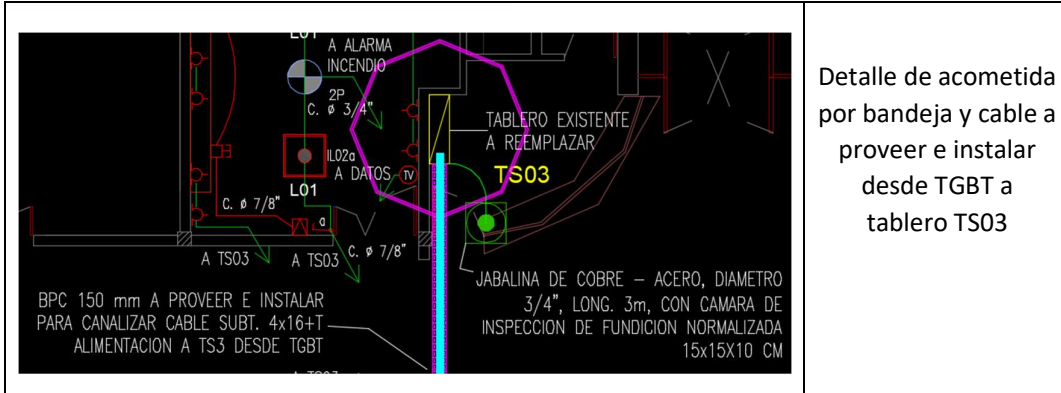 L01
A ALARMA
INCENDIO
2P
C. ø 3/4"
TABLERO EXISTENTE
A REEMPLAZAR
TS03
IL02a
A DATOS
TV
L01
C. ø 7/8"
a
A TS03
A TS03
C. ø 7/8"
BPC 150 mm A PROVEER E INSTALAR
PARA CANALIZAR CABLE SUBT. 4x16+T
ALIMENTACION A TS3 DESDE TGBT
JABALINA DE COBRE – ACERO, DIAMETRO
3/4", LONG. 3m, CON CAMARA DE
INSPECCION DE FUNDICION NORMALIZADA
15x15X10 CM
A TS03
Detalle de acometida
por bandeja y cable a
proveer e instalar
desde TGBT a
tablero TS03